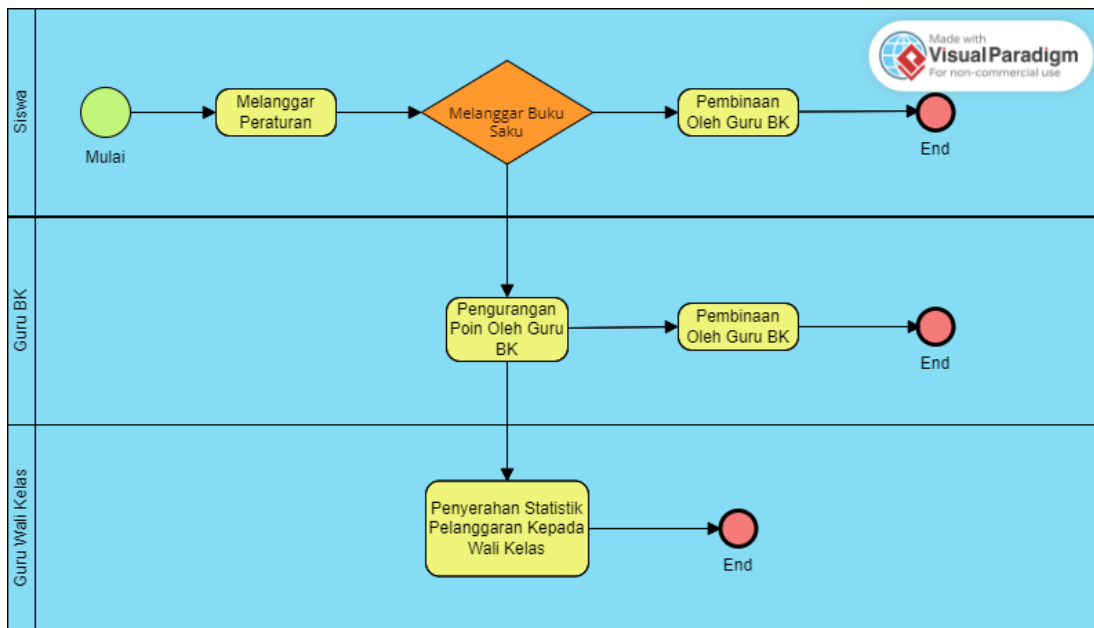 Made with
Visual Paradigm
For non-commercial use
Siswa
Mulai
Melanggar
Peraturan
Melanggar Buku
Saku
Pembinaan
Oleh Guru BK
End
Guru BK
Pengurangan
Poin Oleh Guru
BK
Pembinaan
Oleh Guru BK
End
Guru Wali Kelas
Penyerahan Statistik
Pelanggaran Kepada
Wali Kelas
End